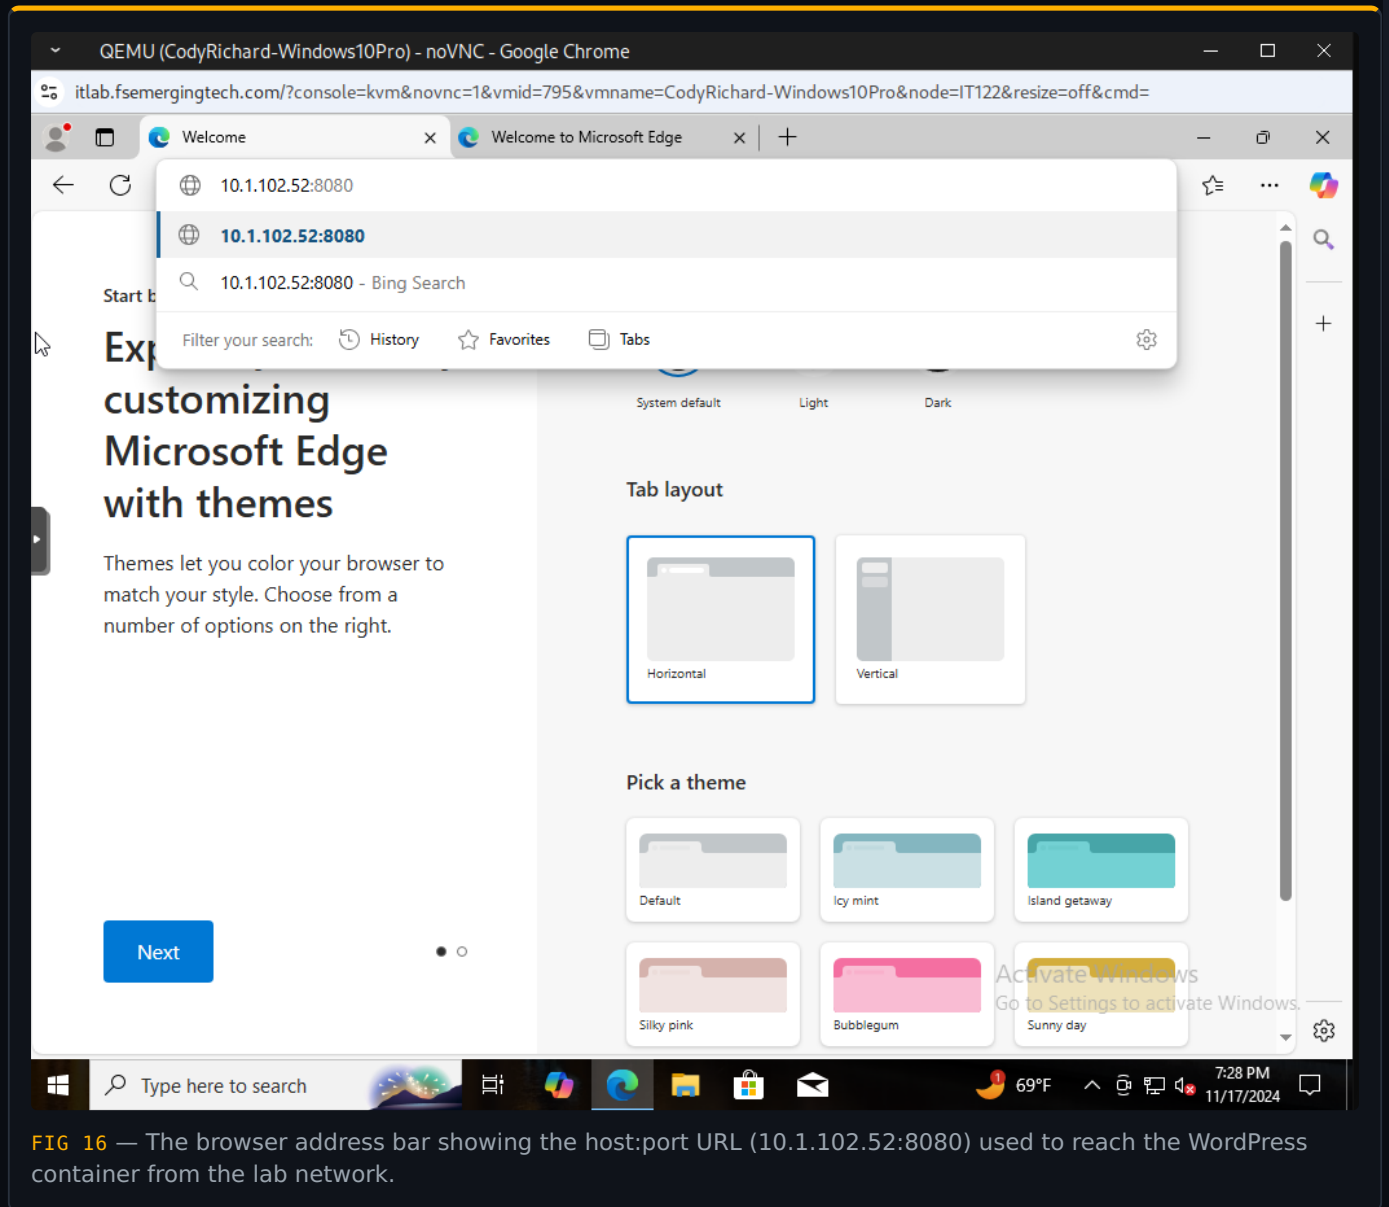 QEMU (CodyRichard-Windows10Pro) - noVNC - Google Chrome
itlab.fsemergingtech.com/?console=kvm&novnc=1&vmid=795&vmname=CodyRichard-Windows10Pro&node=IT122&resize=off&cmd=
Welcome
Welcome to Microsoft Edge
10.1.102.52:8080
10.1.102.52:8080
10.1.102.52:8080 - Bing Search
Filter your search: History Favorites Tabs
Start
customizing
Microsoft Edge
with themes
Themes let you color your browser to
match your style. Choose from a
number of options on the right.
Next
System default Light Dark
Tab layout
Horizontal Vertical
Pick a theme
Default Icy mint Island getaway
Silky pink Bubblegum Sunny day
Activate Windows
Go to Settings to activate Windows.
Type here to search
1
69°F
7:28 PM
11/17/2024
FIG 16 — The browser address bar showing the host:port URL (10.1.102.52:8080) used to reach the WordPress
container from the lab network.